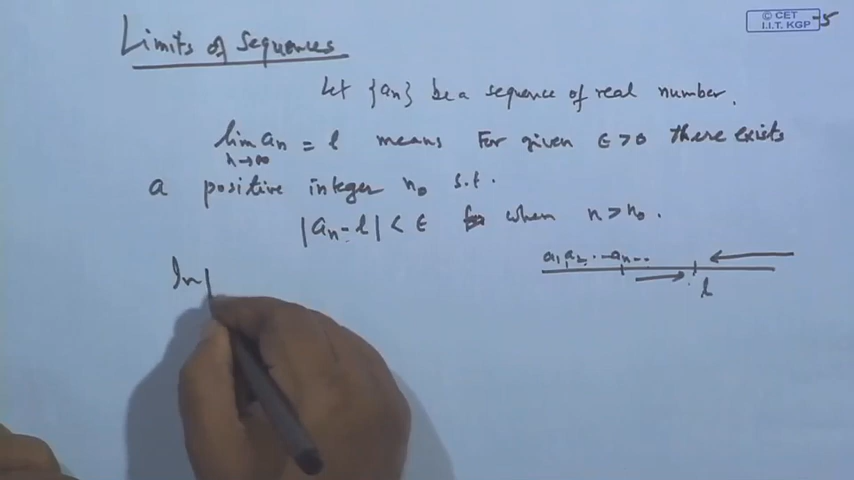 © CET
I.I.T. KGP
-5
Limits of Sequences
Let {an} be a sequence of real number.
lim an = l means For given ϵ > 0 there exists
n→∞
a positive integer n₀ s.t.
|an - l| < ϵ when n > n₀.
a₁ a₂ . . . an . .
l
In